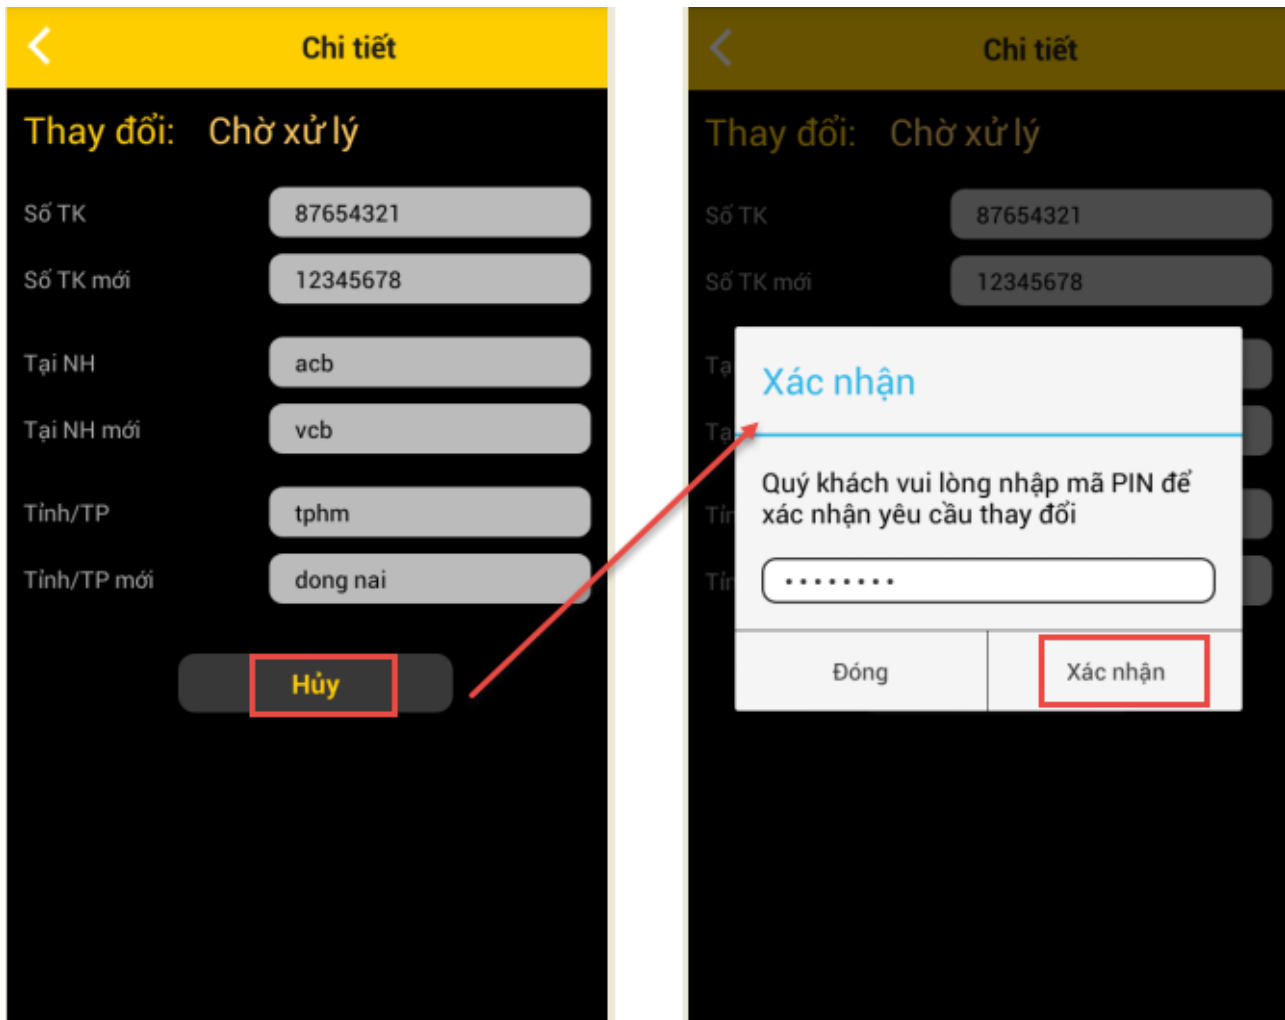 Chi tiết
Thay đổi: Chờ xử lý
Số TK 87654321
Số TK mới 12345678
Tại NH acb
Tại NH mới vcb
Tỉnh/TP tphm
Tỉnh/TP mới dong nai
Hủy
Chi tiết
Thay đổi: Chờ xử lý
Số TK 87654321
Số TK mới 12345678
Xác nhận
Quý khách vui lòng nhập mã PIN để
xác nhận yêu cầu thay đổi
Đóng Xác nhận